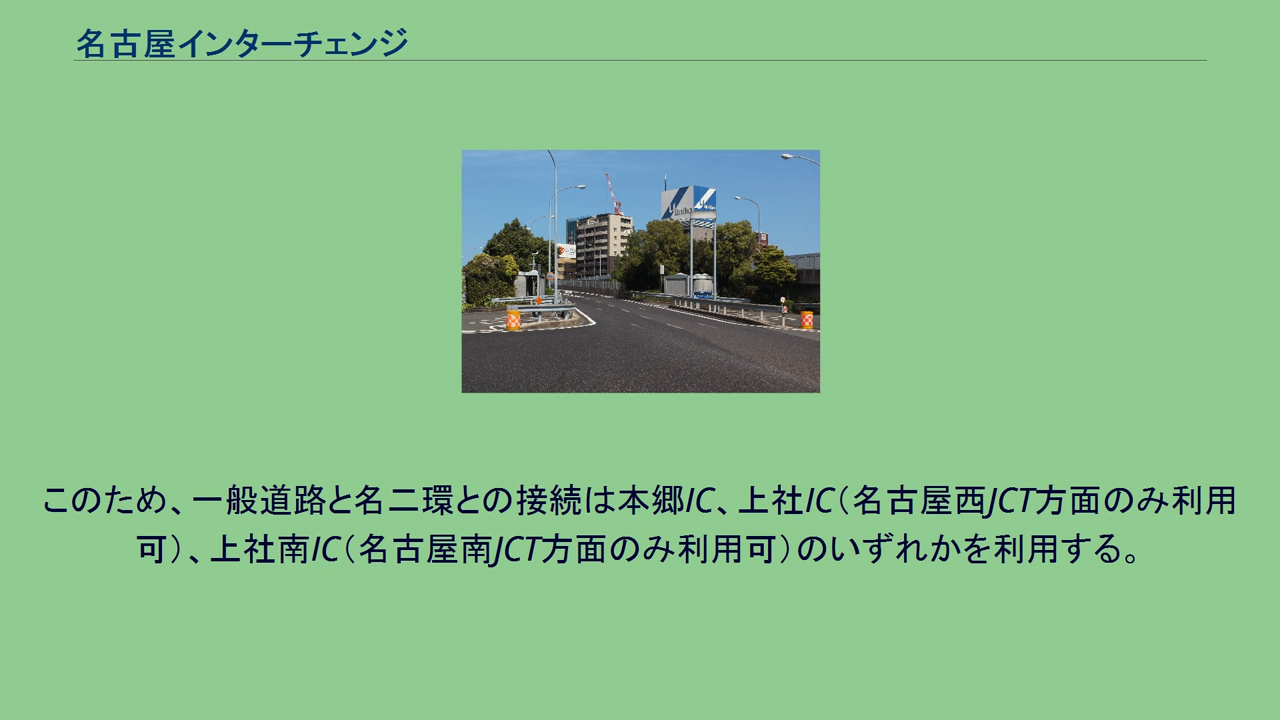 名古屋インターチェンジ
このため、一般道路と名二環との接続は本郷IC、上社IC（名古屋西JCT方面のみ利用
可）、上社南IC（名古屋南JCT方面のみ利用可）のいずれかを利用する。